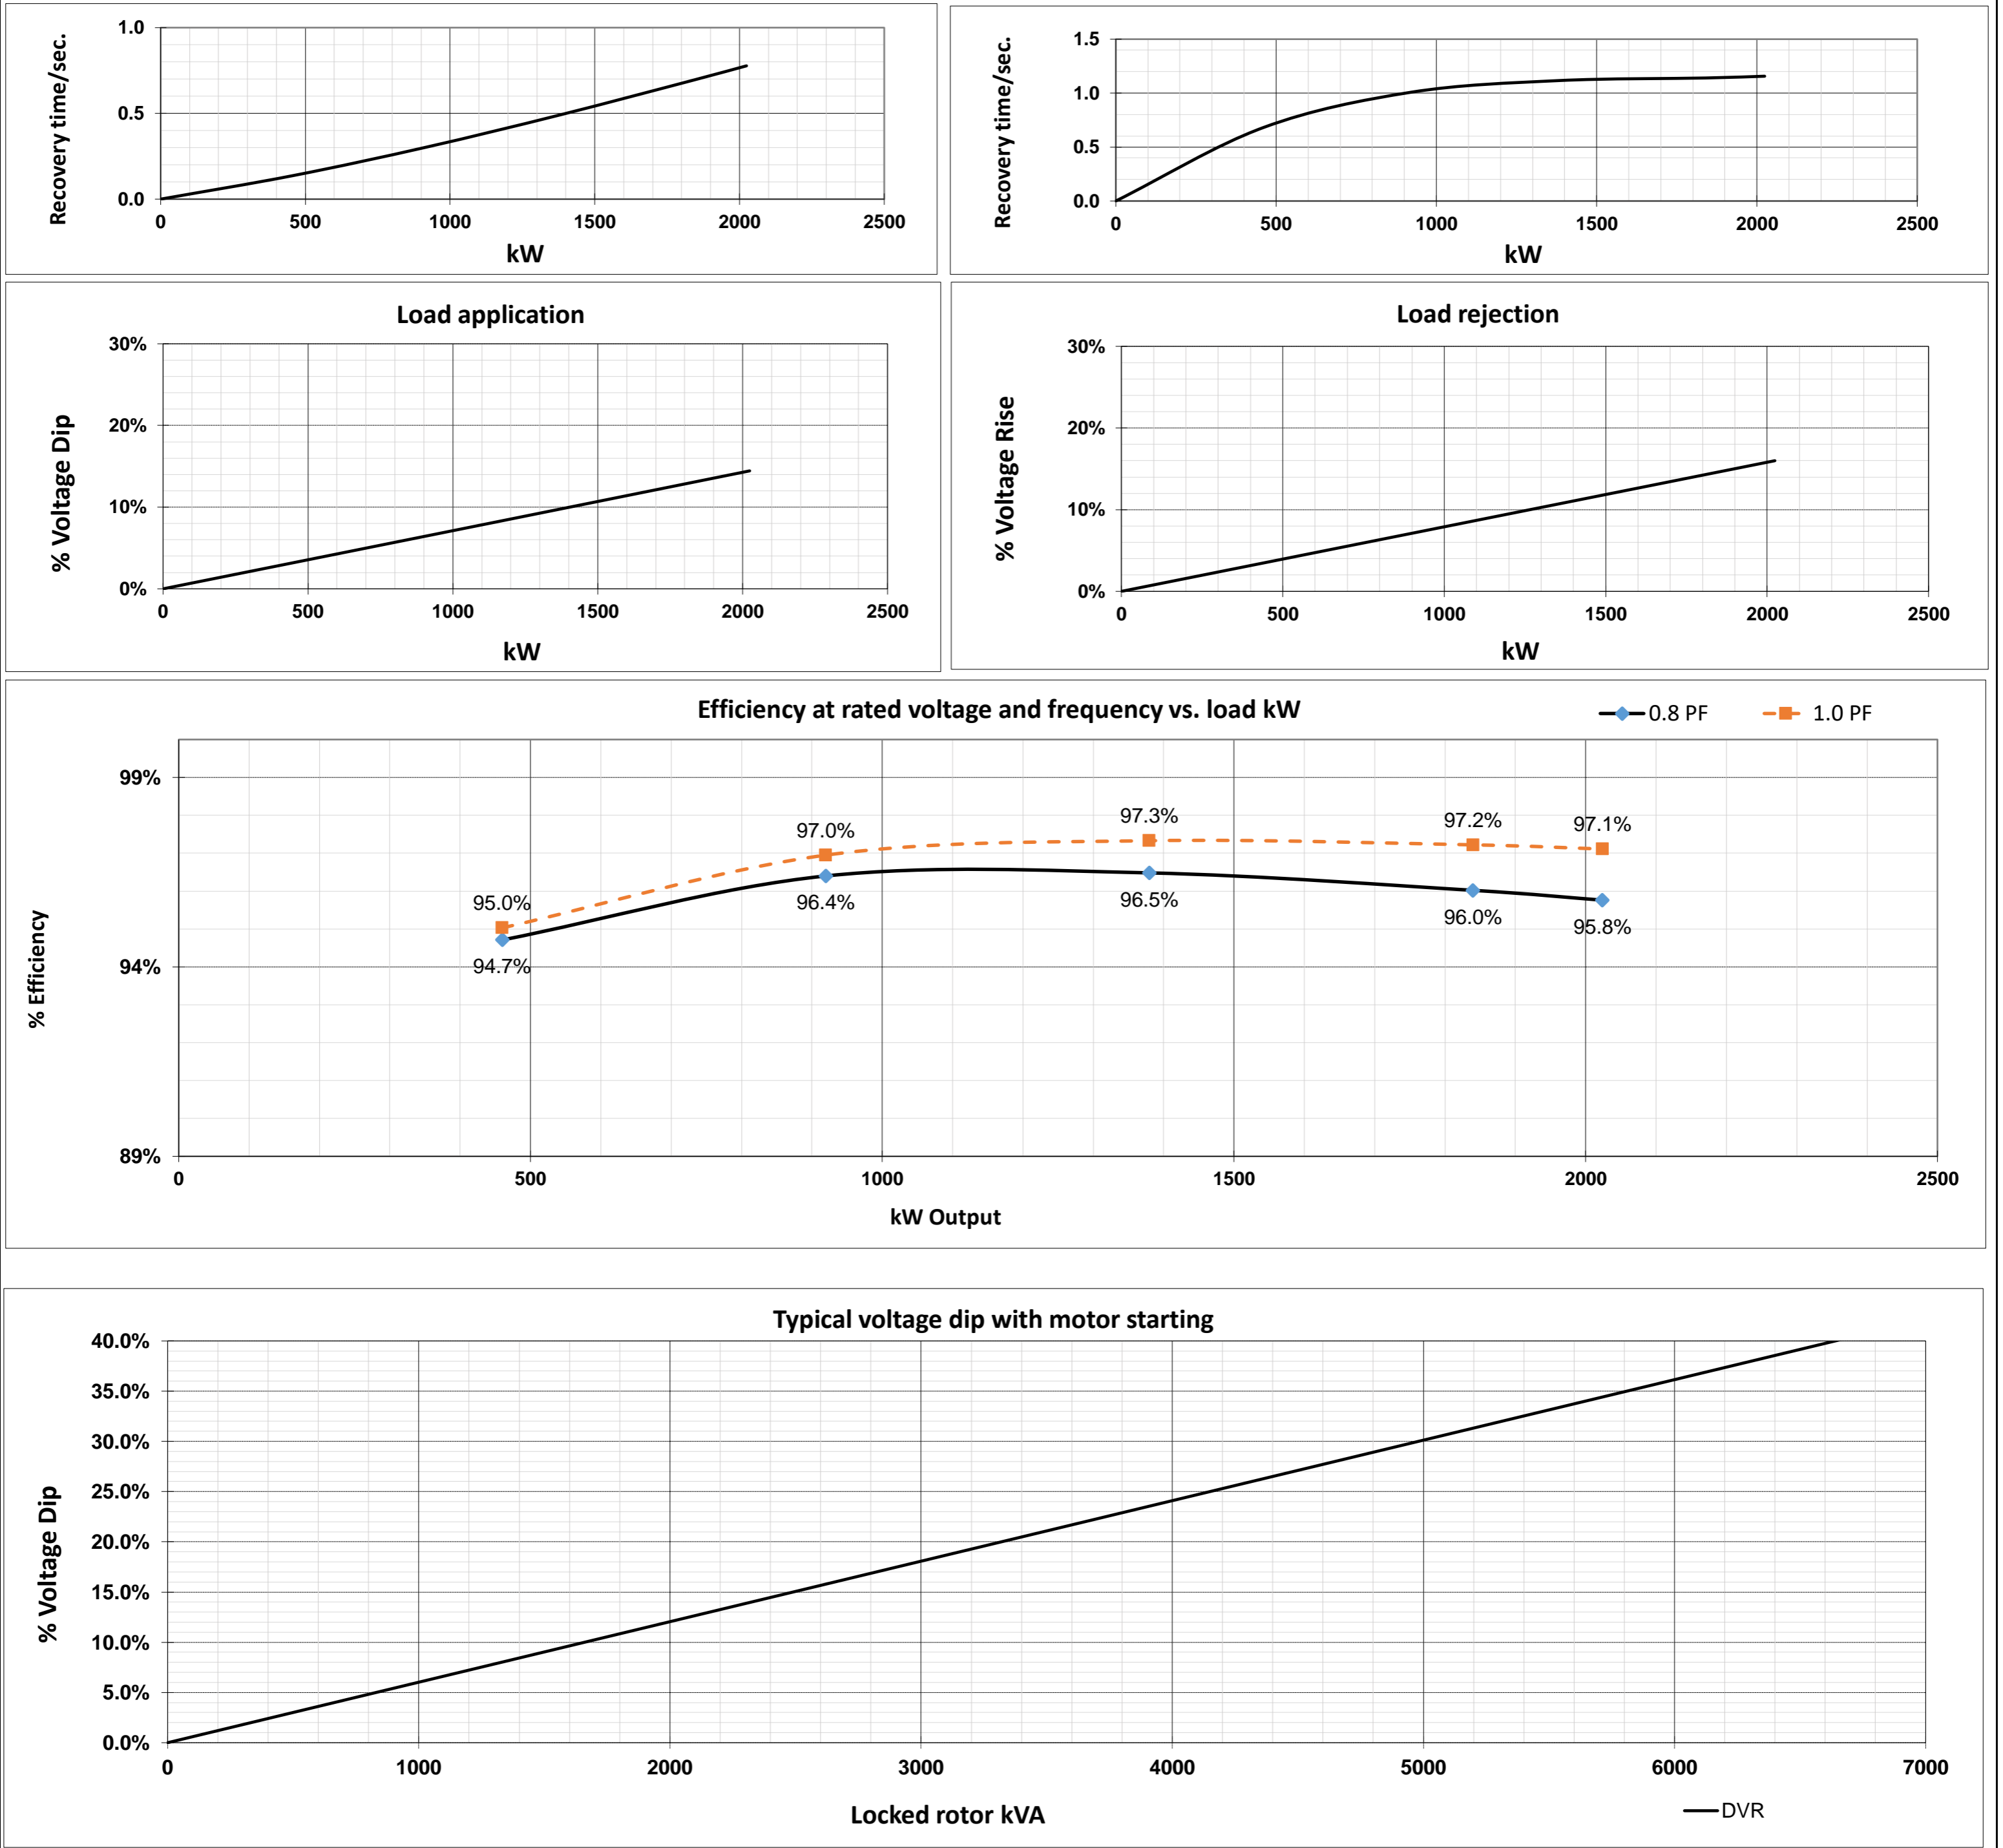 Recovery time/sec.
1.0
0.5
0.0
0 500 1000 1500 2000 2500
kW
Recovery time/sec.
1.5
1.0
0.5
0.0
0 500 1000 1500 2000 2500
kW
Load application
% Voltage Dip
30%
20%
10%
0%
0 500 1000 1500 2000 2500
kW
Load rejection
% Voltage Rise
30%
20%
10%
0%
0 500 1000 1500 2000 2500
kW
Efficiency at rated voltage and frequency vs. load kW
0.8 PF 1.0 PF
% Efficiency
99%
94%
89%
95.0% 97.0% 97.3% 97.2% 97.1%
94.7% 96.4% 96.5% 96.0% 95.8%
0 500 1000 1500 2000 2500
kW Output
Typical voltage dip with motor starting
% Voltage Dip
40.0%
35.0%
30.0%
25.0%
20.0%
15.0%
10.0%
5.0%
0.0%
0 1000 2000 3000 4000 5000 6000 7000
Locked rotor kVA
DVR